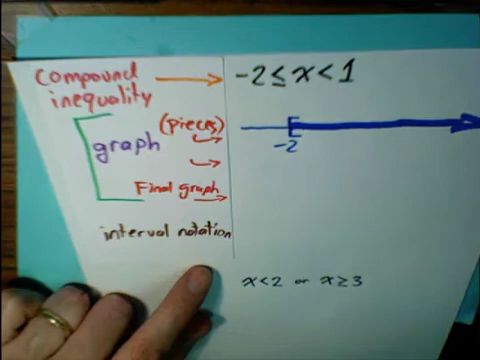 Compound inequality
-2 ≤ x < 1
(pieces)
graph
-2
Final graph
interval notation
x < 2 or x ≥ 3